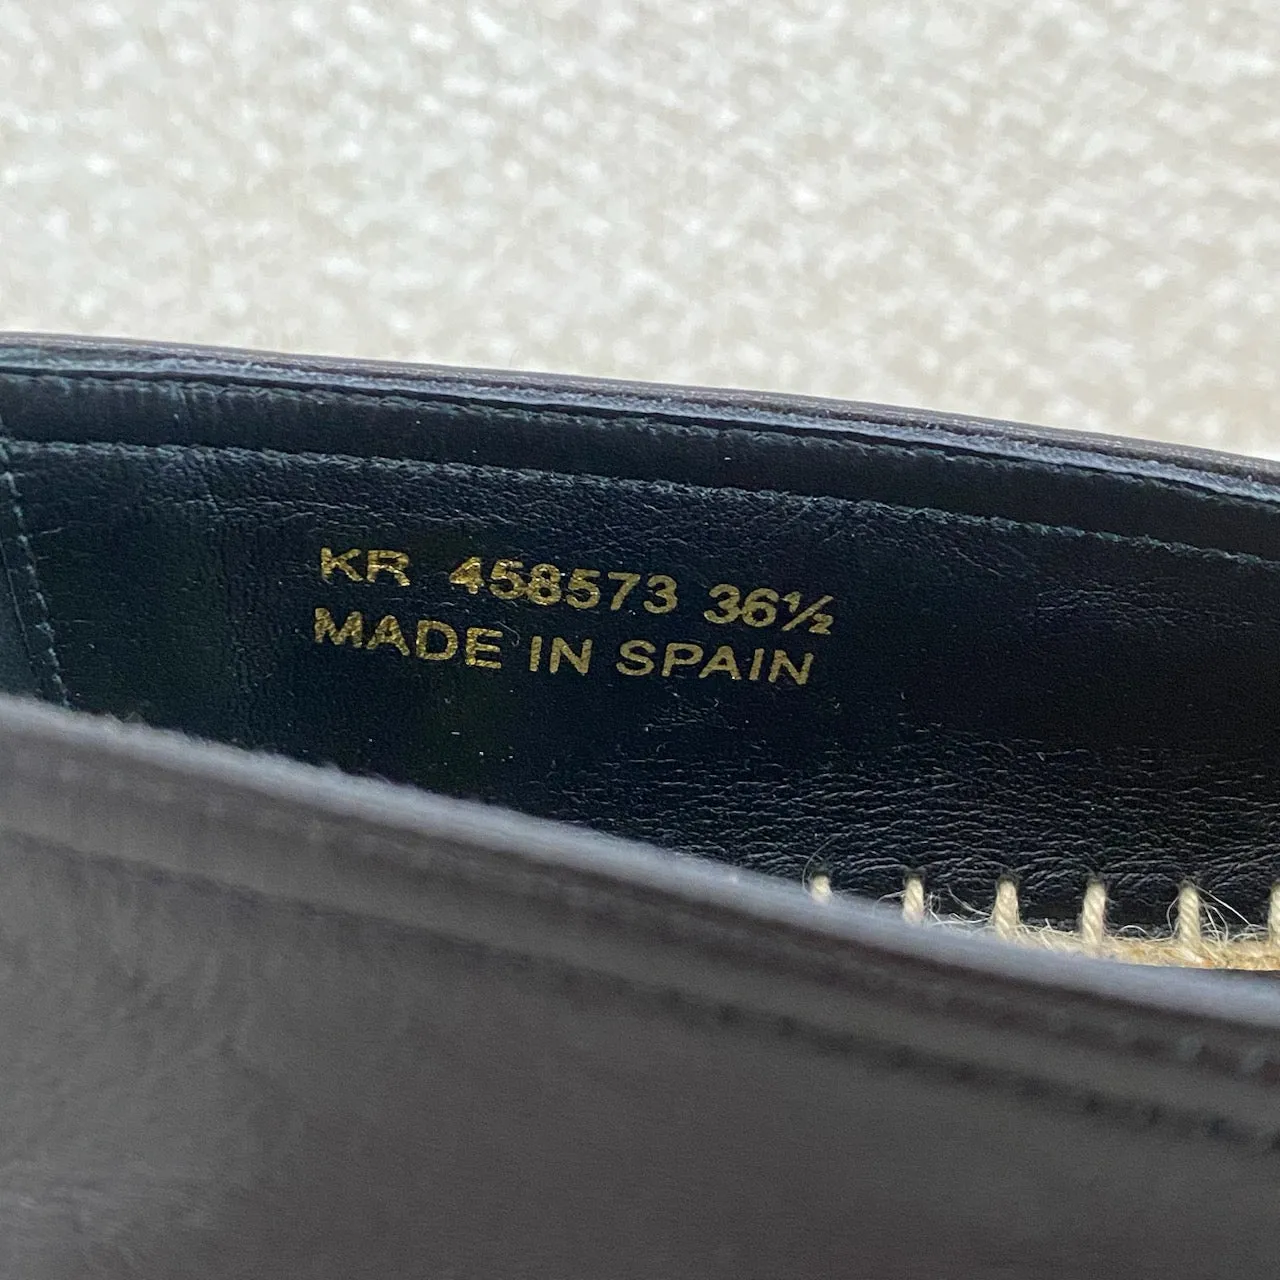 KR 458573 36½
MADE IN SPAIN